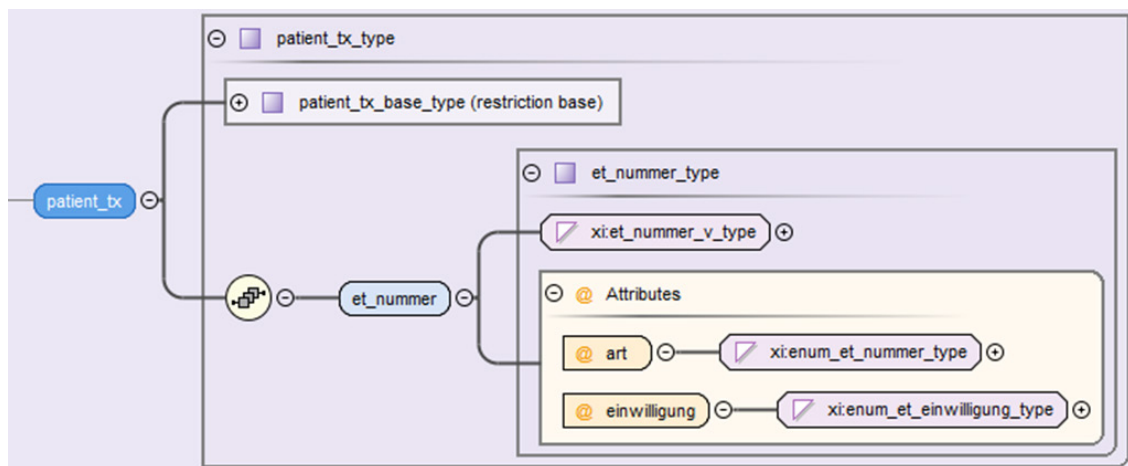 patient_tx_type
patient_tx_base_type (restriction base)
et_nummer_type
patient_tx
xi:et_nummer_v_type
@ Attributes
et_nummer
@ art
xi:enum_et_nummer_type
@ einwilligung
xi:enum_et_einwilligung_type